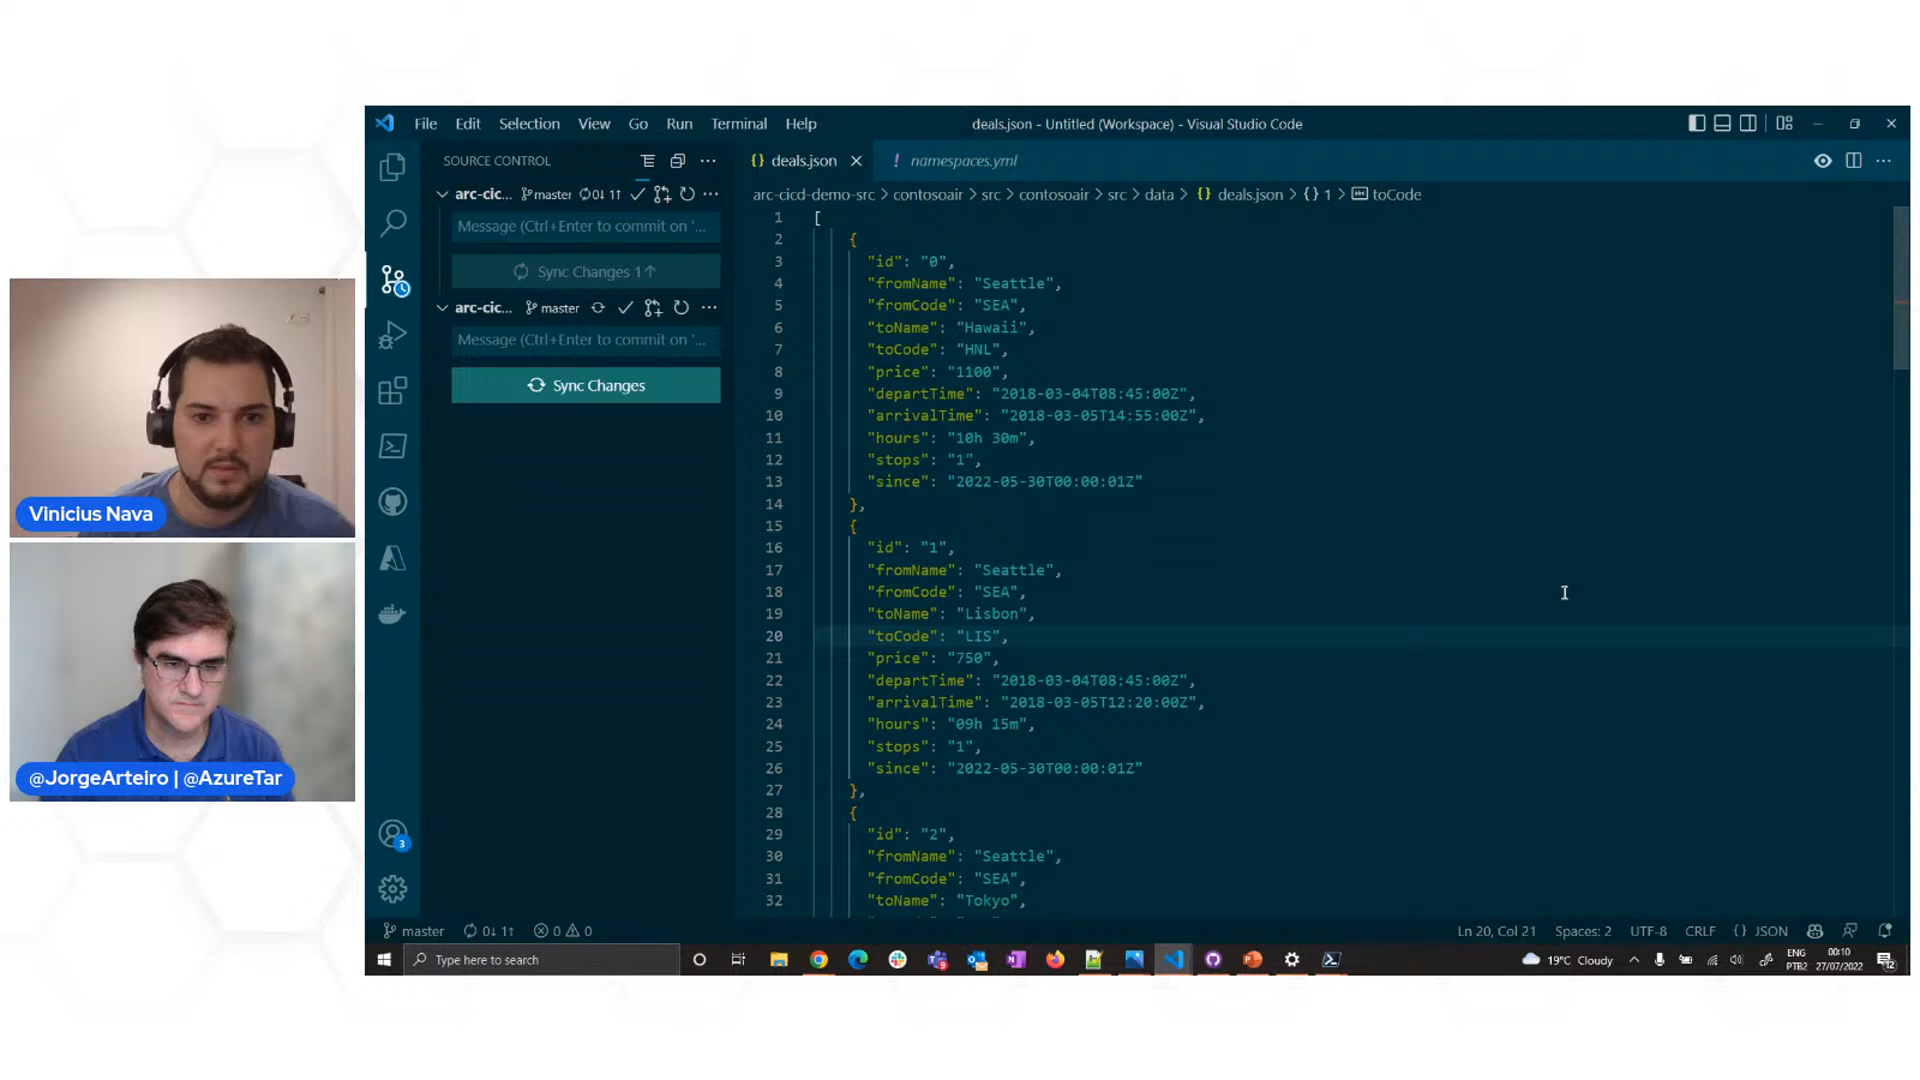 File Edit Selection View Go Run Terminal Help
deals.json - Untitled (Workspace) - Visual Studio Code
SOURCE CONTROL
arc-cic... master 0↓ 1↑
Message (Ctrl+Enter to commit on '...
Sync Changes 1↑
arc-cic... master
Message (Ctrl+Enter to commit on '...
Sync Changes
{} deals.json
! namespaces.yml
arc-cicd-demo-src > contosoair > src > contosoair > src > data > {} deals.json > {} 1 > toCode
1 [
2 {
3 "id": "0",
4 "fromName": "Seattle",
5 "fromCode": "SEA",
6 "toName": "Hawaii",
7 "toCode": "HNL",
8 "price": "1100",
9 "departTime": "2018-03-04T08:45:00Z",
10 "arrivalTime": "2018-03-05T14:55:00Z",
11 "hours": "10h 30m",
12 "stops": "1",
13 "since": "2022-05-30T00:00:01Z"
14 },
15 {
16 "id": "1",
17 "fromName": "Seattle",
18 "fromCode": "SEA",
19 "toName": "Lisbon",
20 "toCode": "LIS",
21 "price": "750",
22 "departTime": "2018-03-04T08:45:00Z",
23 "arrivalTime": "2018-03-05T12:20:00Z",
24 "hours": "09h 15m",
25 "stops": "1",
26 "since": "2022-05-30T00:00:01Z"
27 },
28 {
29 "id": "2",
30 "fromName": "Seattle",
31 "fromCode": "SEA",
32 "toName": "Tokyo",
3
master 0↓ 1↑ 0 0
Ln 20, Col 21 Spaces: 2 UTF-8 CRLF {} JSON
Type here to search
19°C Cloudy
ENG
PTB2
00:10
27/07/2022
12
Vinicius Nava
@JorgeArteiro | @AzureTar